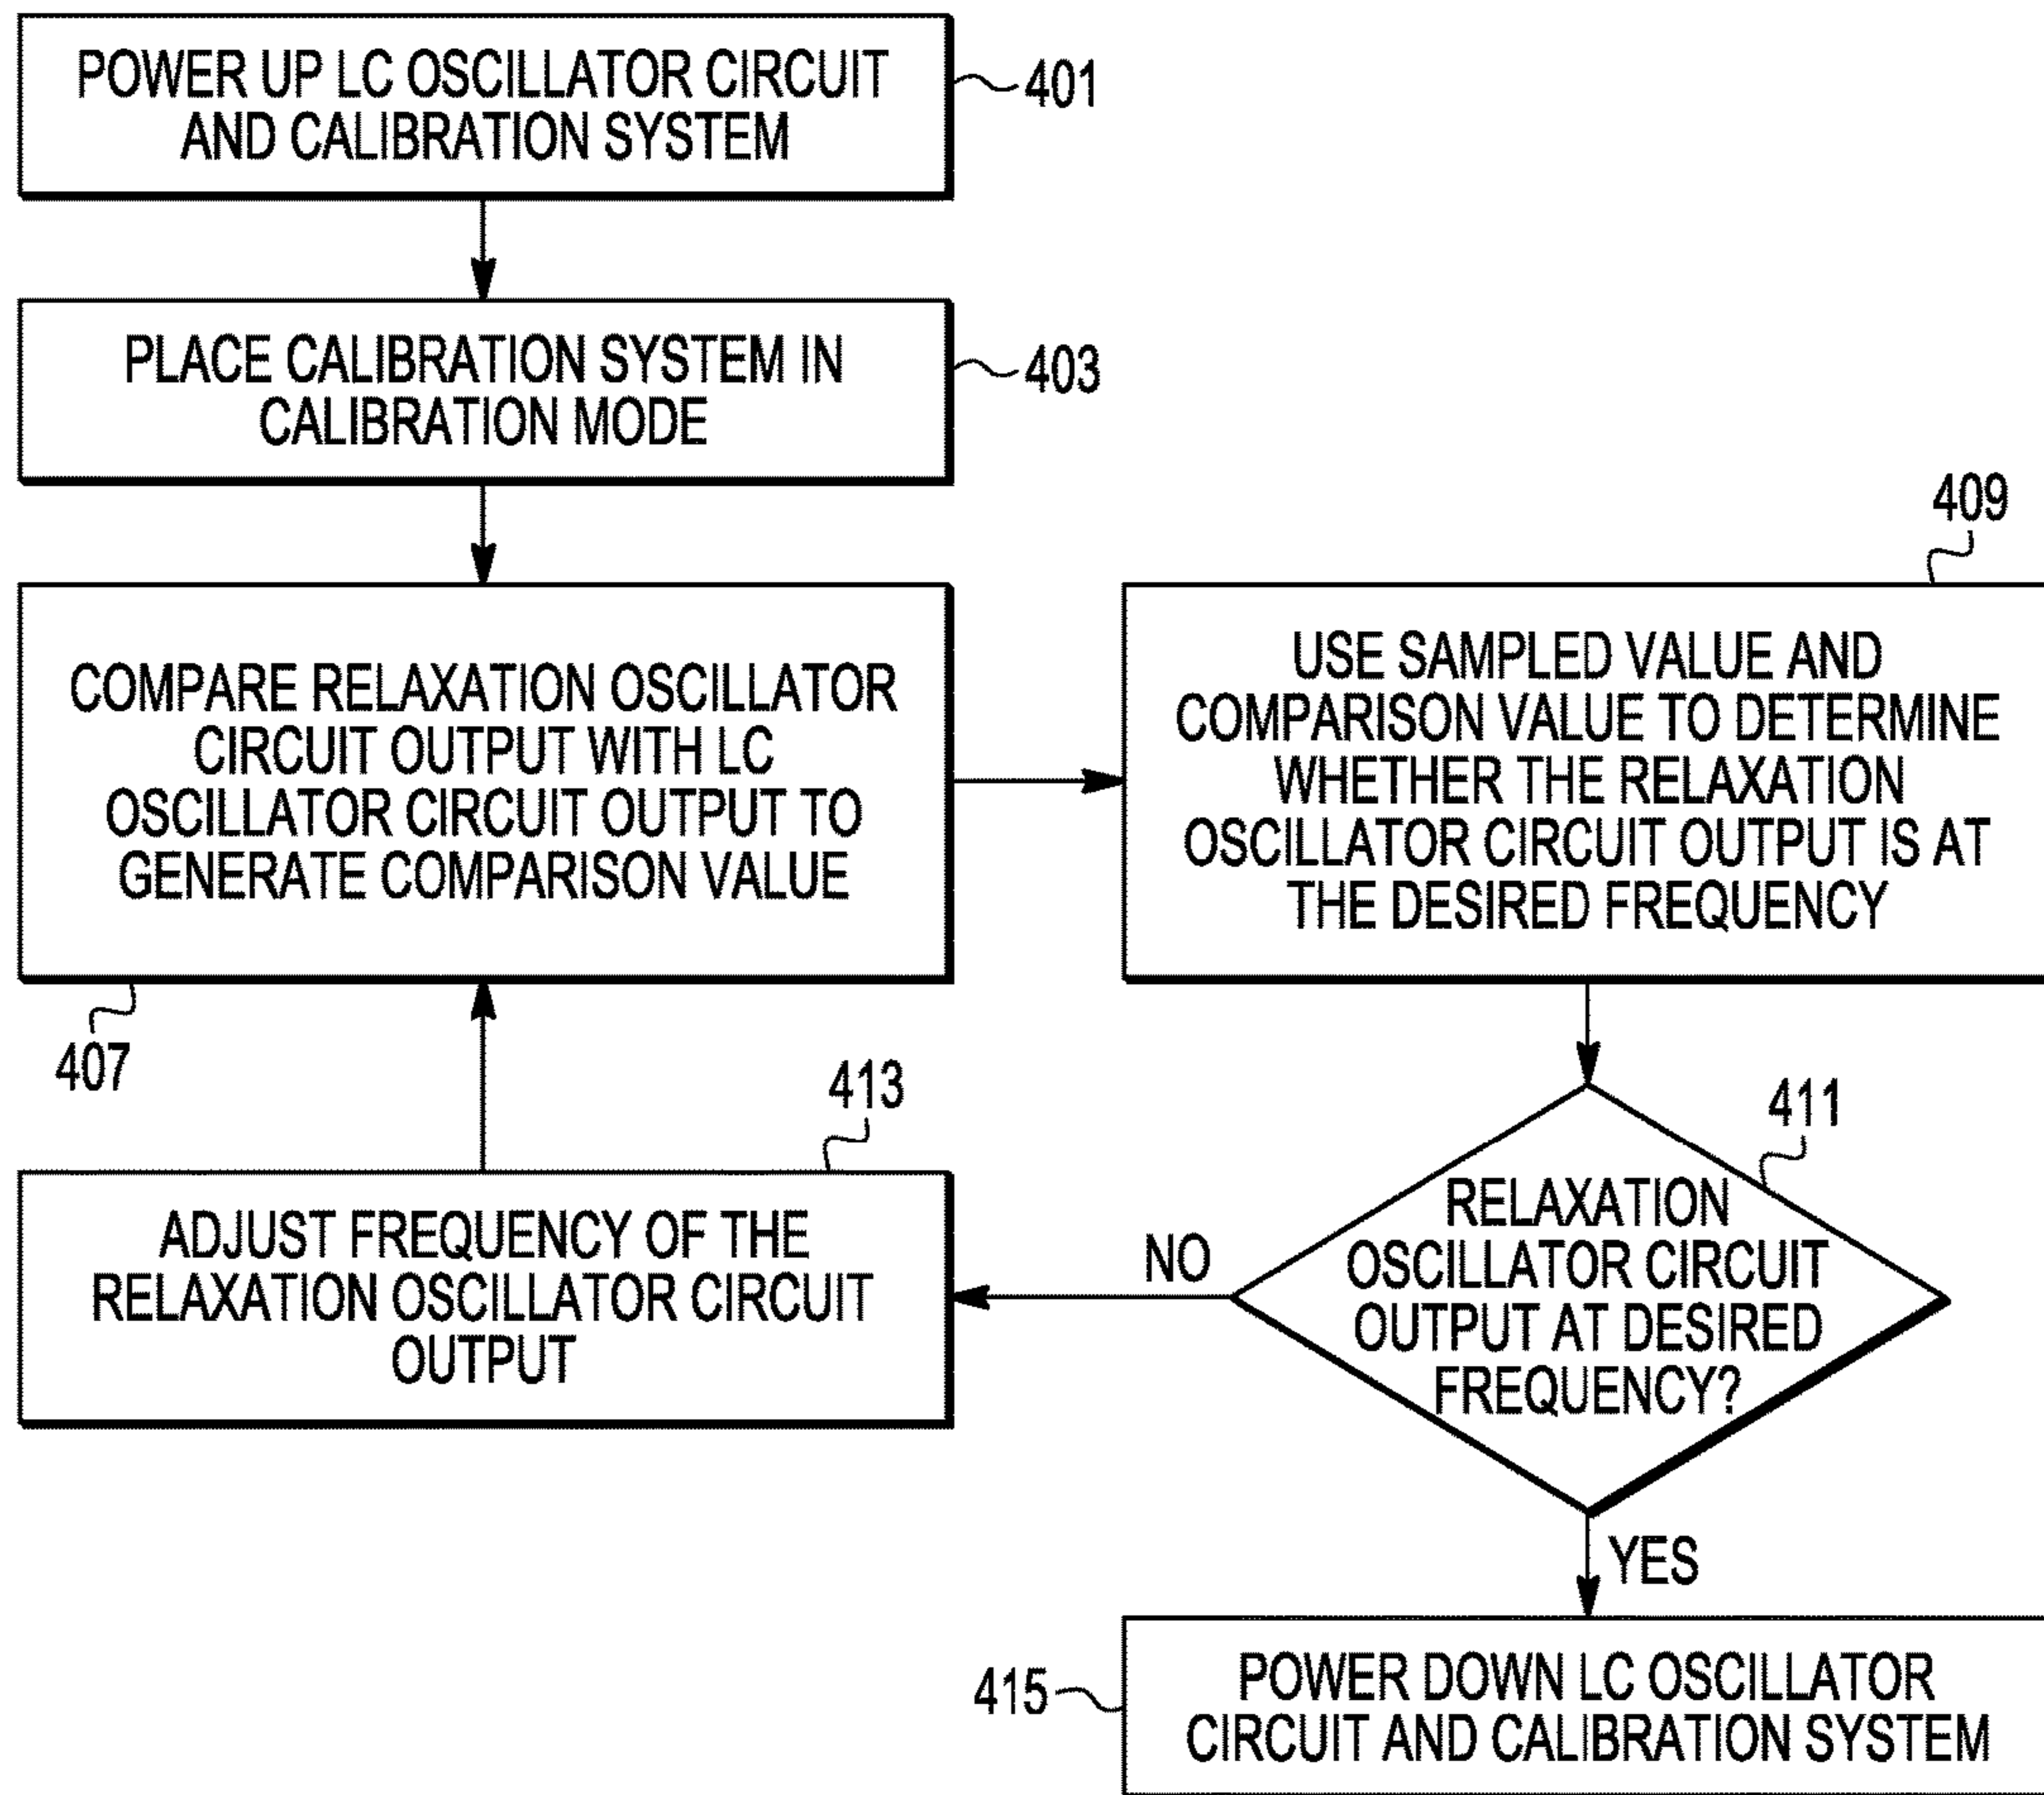 POWER UP LC OSCILLATOR CIRCUIT
AND CALIBRATION SYSTEM
401
PLACE CALIBRATION SYSTEM IN
CALIBRATION MODE
403
COMPARE RELAXATION OSCILLATOR
CIRCUIT OUTPUT WITH LC
OSCILLATOR CIRCUIT OUTPUT TO
GENERATE COMPARISON VALUE
407
409
USE SAMPLED VALUE AND
COMPARISON VALUE TO DETERMINE
WHETHER THE RELAXATION
OSCILLATOR CIRCUIT OUTPUT IS AT
THE DESIRED FREQUENCY
411
RELAXATION
OSCILLATOR CIRCUIT
OUTPUT AT DESIRED
FREQUENCY?
NO
413
ADJUST FREQUENCY OF THE
RELAXATION OSCILLATOR CIRCUIT
OUTPUT
YES
415
POWER DOWN LC OSCILLATOR
CIRCUIT AND CALIBRATION SYSTEM